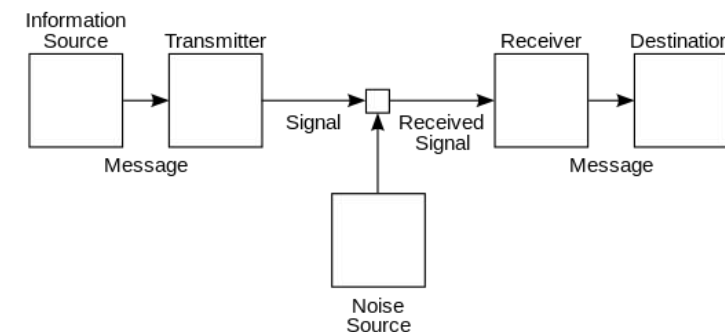 Information
Source
Transmitter
Receiver
Destination
Signal
Received
Signal
Message
Message
Noise
Source